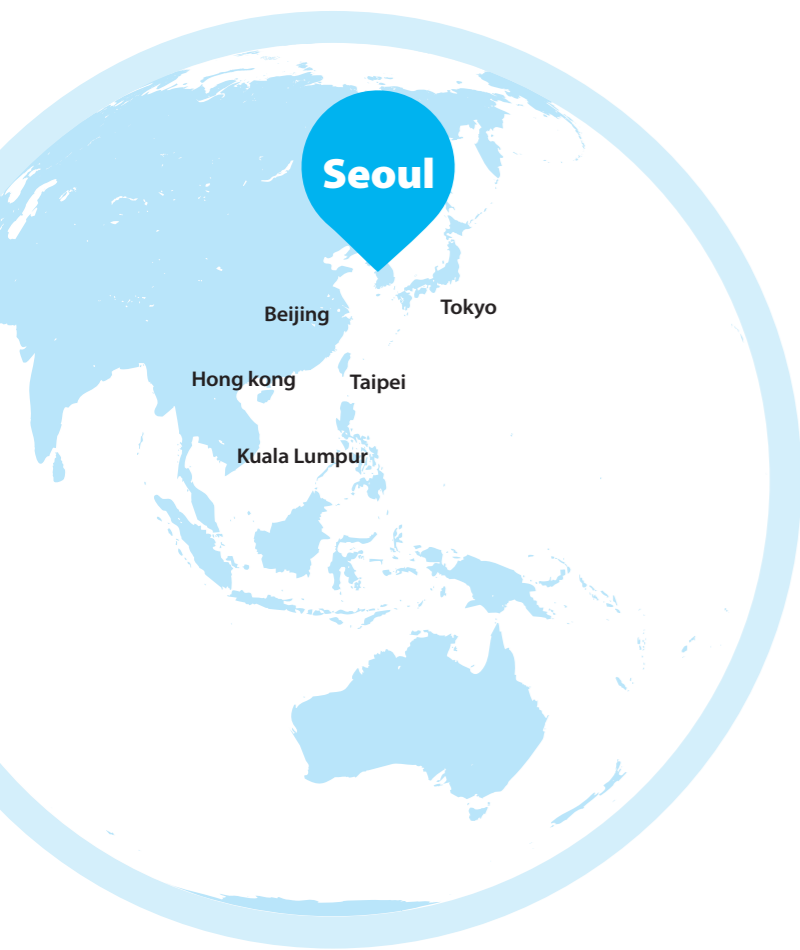 Seoul
Beijing
Tokyo
Hong kong
Taipei
Kuala Lumpur